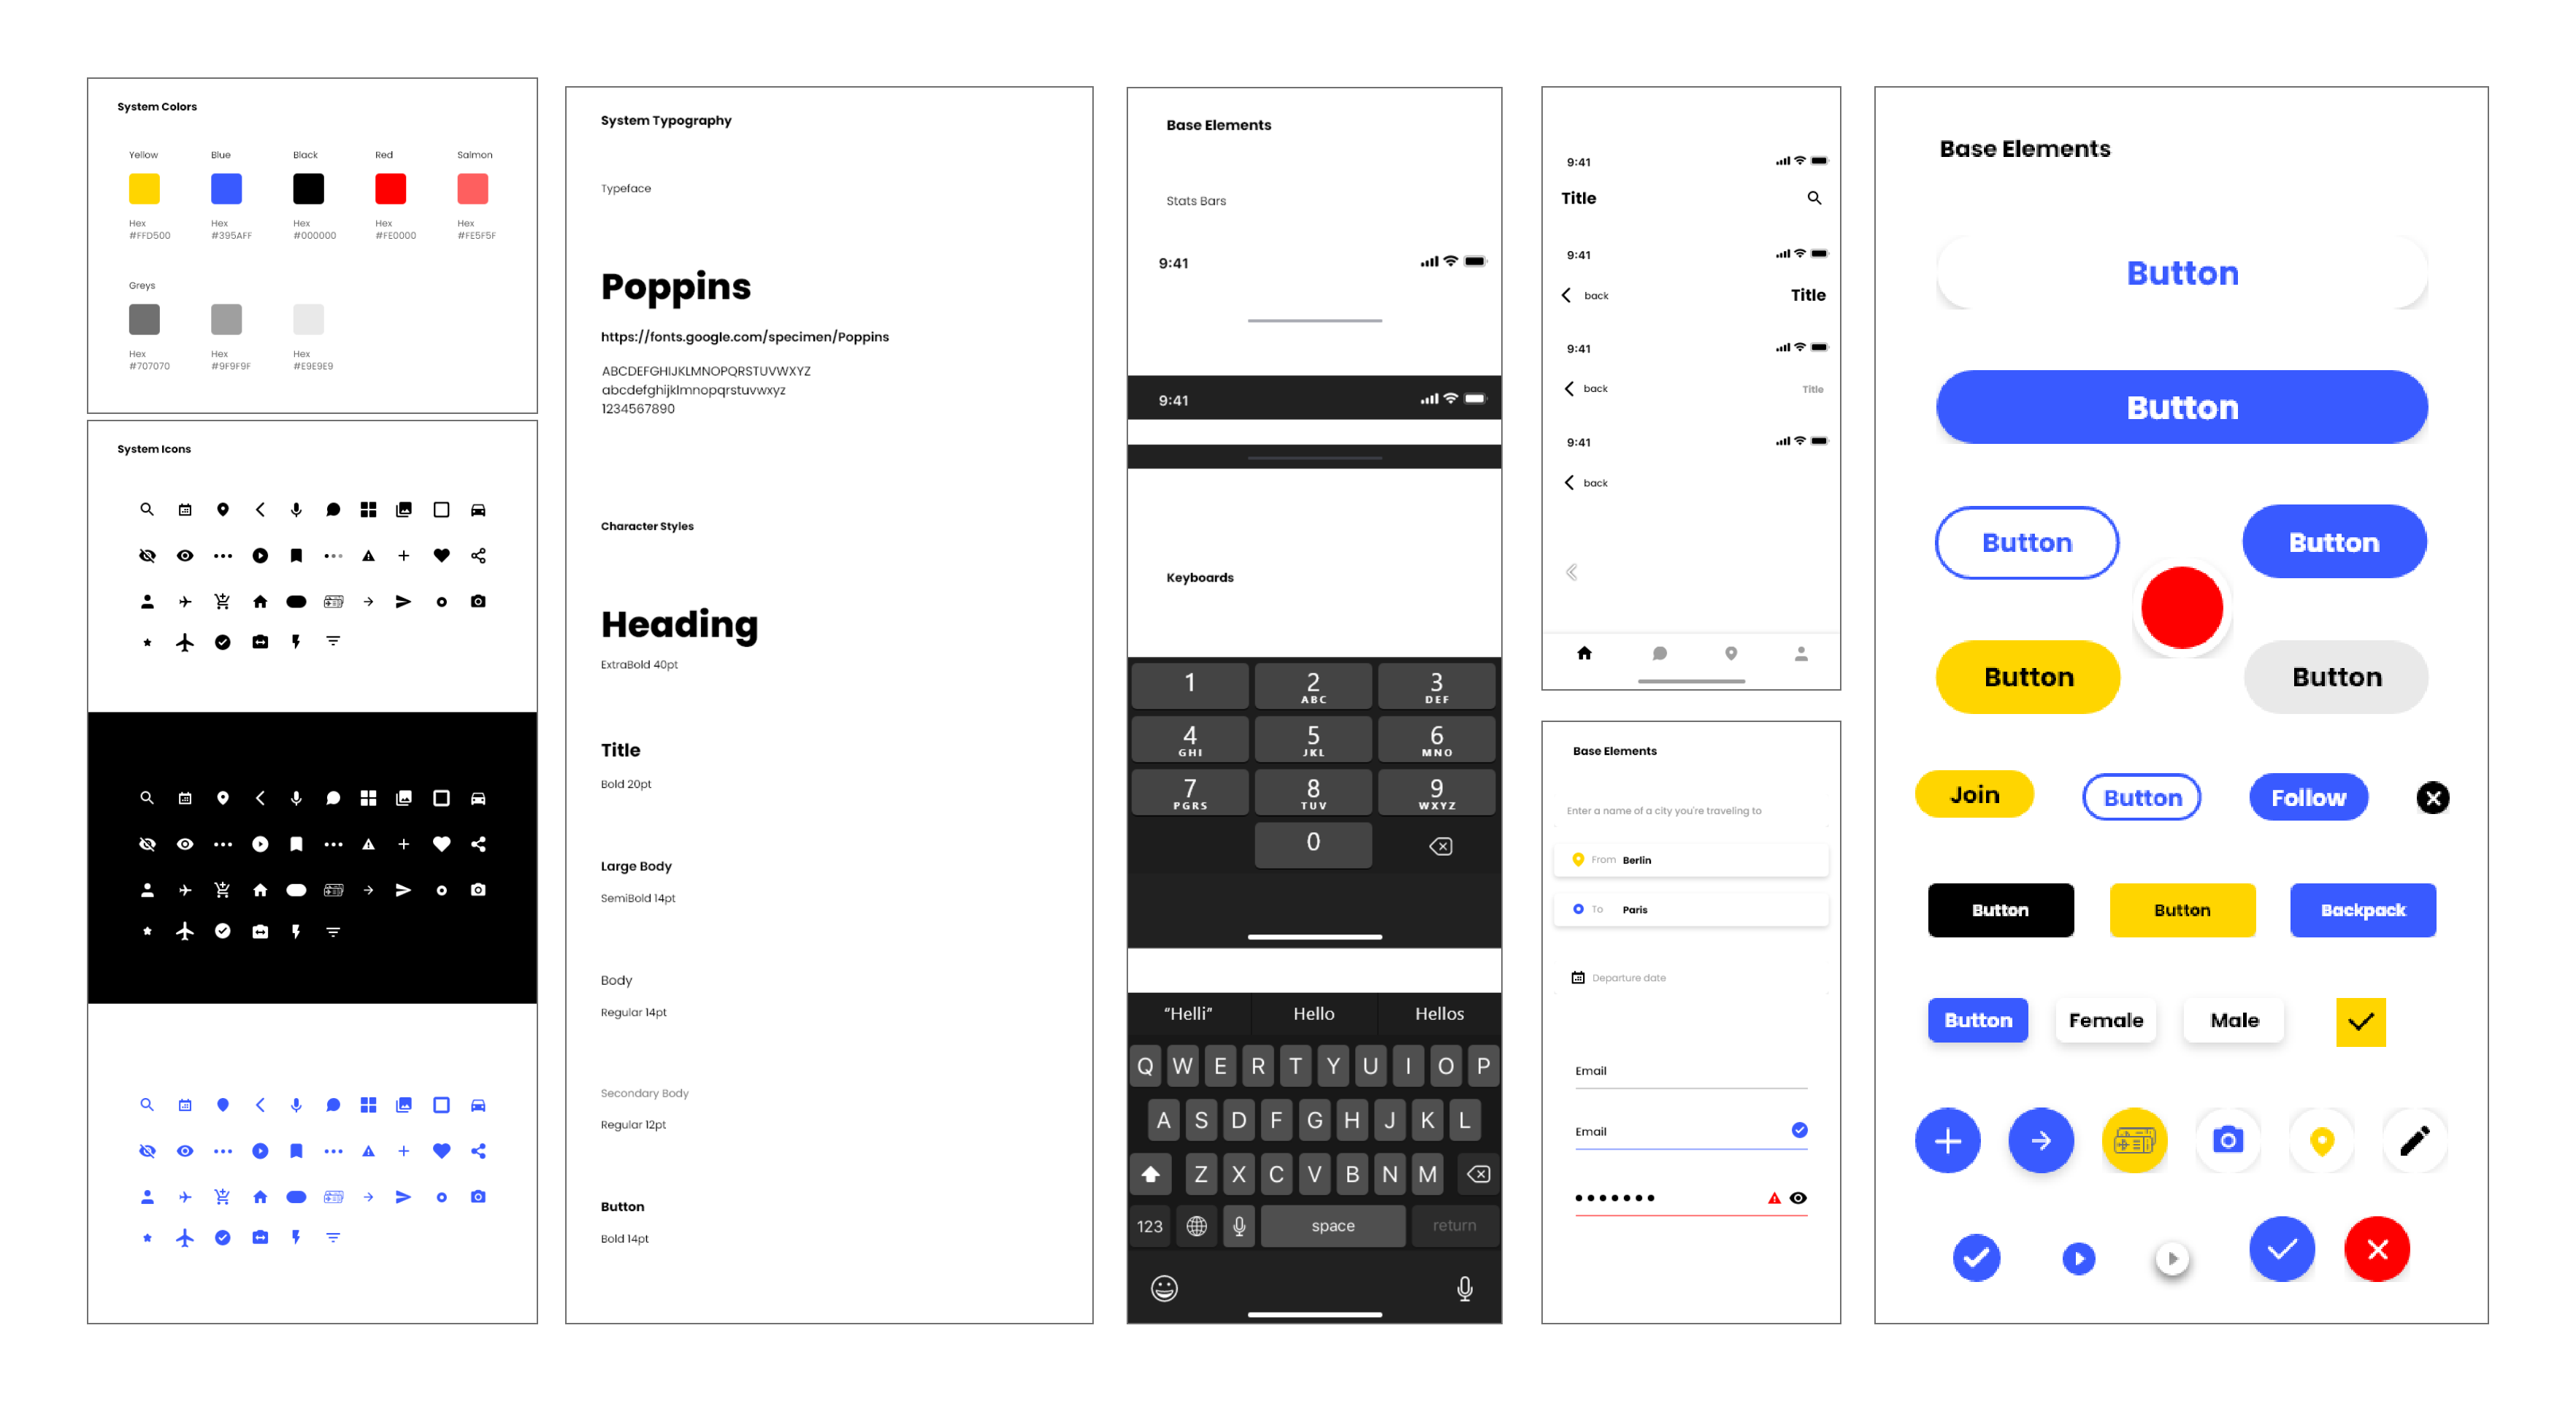 System Colors
Yellow Blue Black Red Salmon
Hex Hex Hex Hex Hex
#FFD500 #395AFF #000000 #FE0000 #FE5F5F
Greys
Hex Hex Hex
#707070 #9F9F9F #E9E9E9
System Icons
System Typography
Typeface
Poppins
https://fonts.google.com/specimen/Poppins
ABCDEFGHIJKLMNOPQRSTUVWXYZ
abcdefghijklmnopqrstuvwxyz
1234567890
Character Styles
Heading
ExtraBold 40pt
Title
Bold 20pt
Large Body
SemiBold 14pt
Body
Regular 14pt
Secondary Body
Regular 12pt
Button
Bold 14pt
Base Elements
Stats Bars
9:41
9:41
Keyboards
1 2 3
ABC DEF
4 5 6
GHI JKL MNO
7 8 9
PGRS TUV WXYZ
0
“Helli” Hello Hellos
Q W E R T Y U I O P
A S D F G H J K L
Z X C V B N M
123 space return
9:41
Title
9:41
back Title
9:41
back Title
9:41
back
Base Elements
Enter a name of a city you're traveling to
From Berlin
To Paris
Departure date
Email
Email
Base Elements
Button
Button
Button Button
Button Button
Join Button Follow
Button Button Backpack
Button Female Male